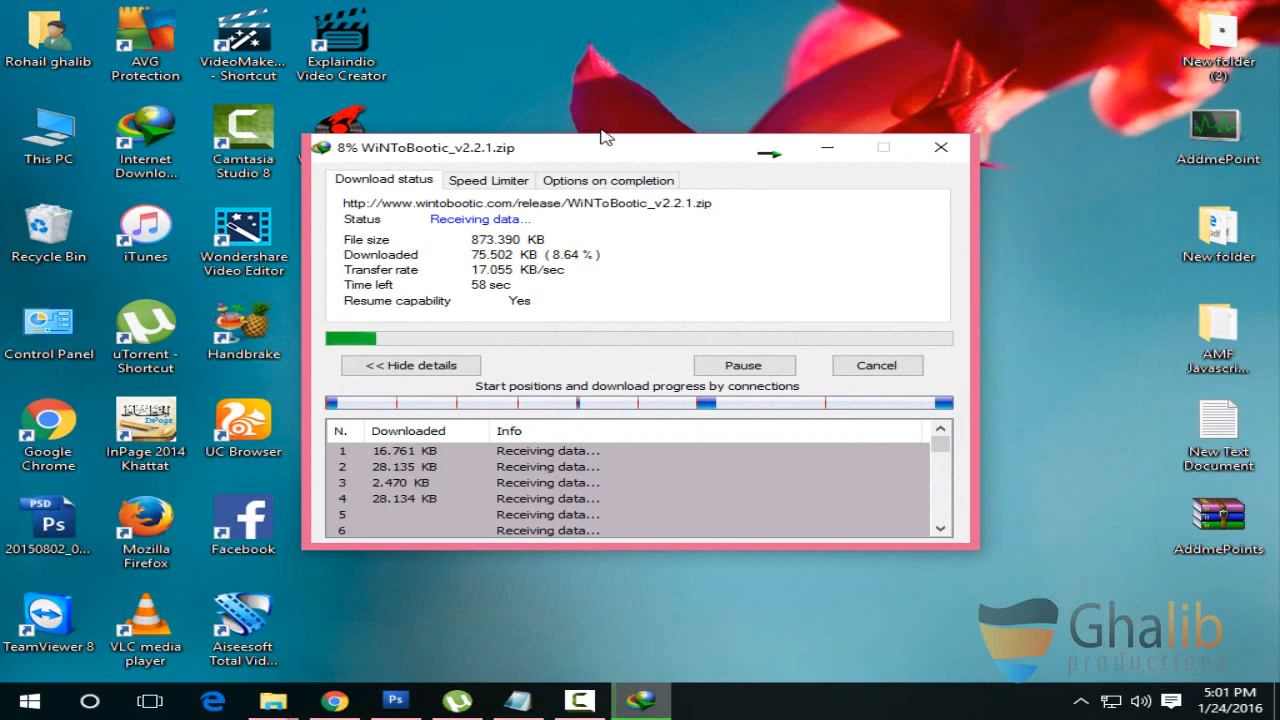 Rohail ghalib
AVG
Protection
VideoMake...
- Shortcut
Explaindio
Video Creator
New folder
(2)
This PC
Internet
Downlo...
Camtasia
Studio 8
AddmePoint
8% WiNToBootic_v2.2.1.zip
Download status
Speed Limiter
Options on completion
http://www.wintobootic.com/release/WiNToBootic_v2.2.1.zip
Status Receiving data...
File size 873.390 KB
Downloaded 75.502 KB ( 8.64 % )
Transfer rate 17.055 KB/sec
Time left 58 sec
Resume capability Yes
<< Hide details
Pause
Cancel
Start positions and download progress by connections
N. Downloaded Info
1 16.761 KB Receiving data...
2 28.135 KB Receiving data...
3 2.470 KB Receiving data...
4 28.134 KB Receiving data...
5 Receiving data...
6 Receiving data...
Recycle Bin
iTunes
Wondershare
Video Editor
New folder
Control Panel
uTorrent -
Shortcut
Handbrake
AMF
Javascri...
Google
Chrome
InPage
InPage 2014
Khattat
UC Browser
New Text
Document
PSD
Ps
20150802_0...
Mozilla
Firefox
Facebook
AddmePoints
TeamViewer 8
VLC media
player
Aiseesoft
Total Vid...
Ghalib
productions
Ps
5:01 PM
1/24/2016